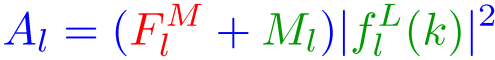 A_l = (F_l^M + M_l)|f_l^L(k)|^2